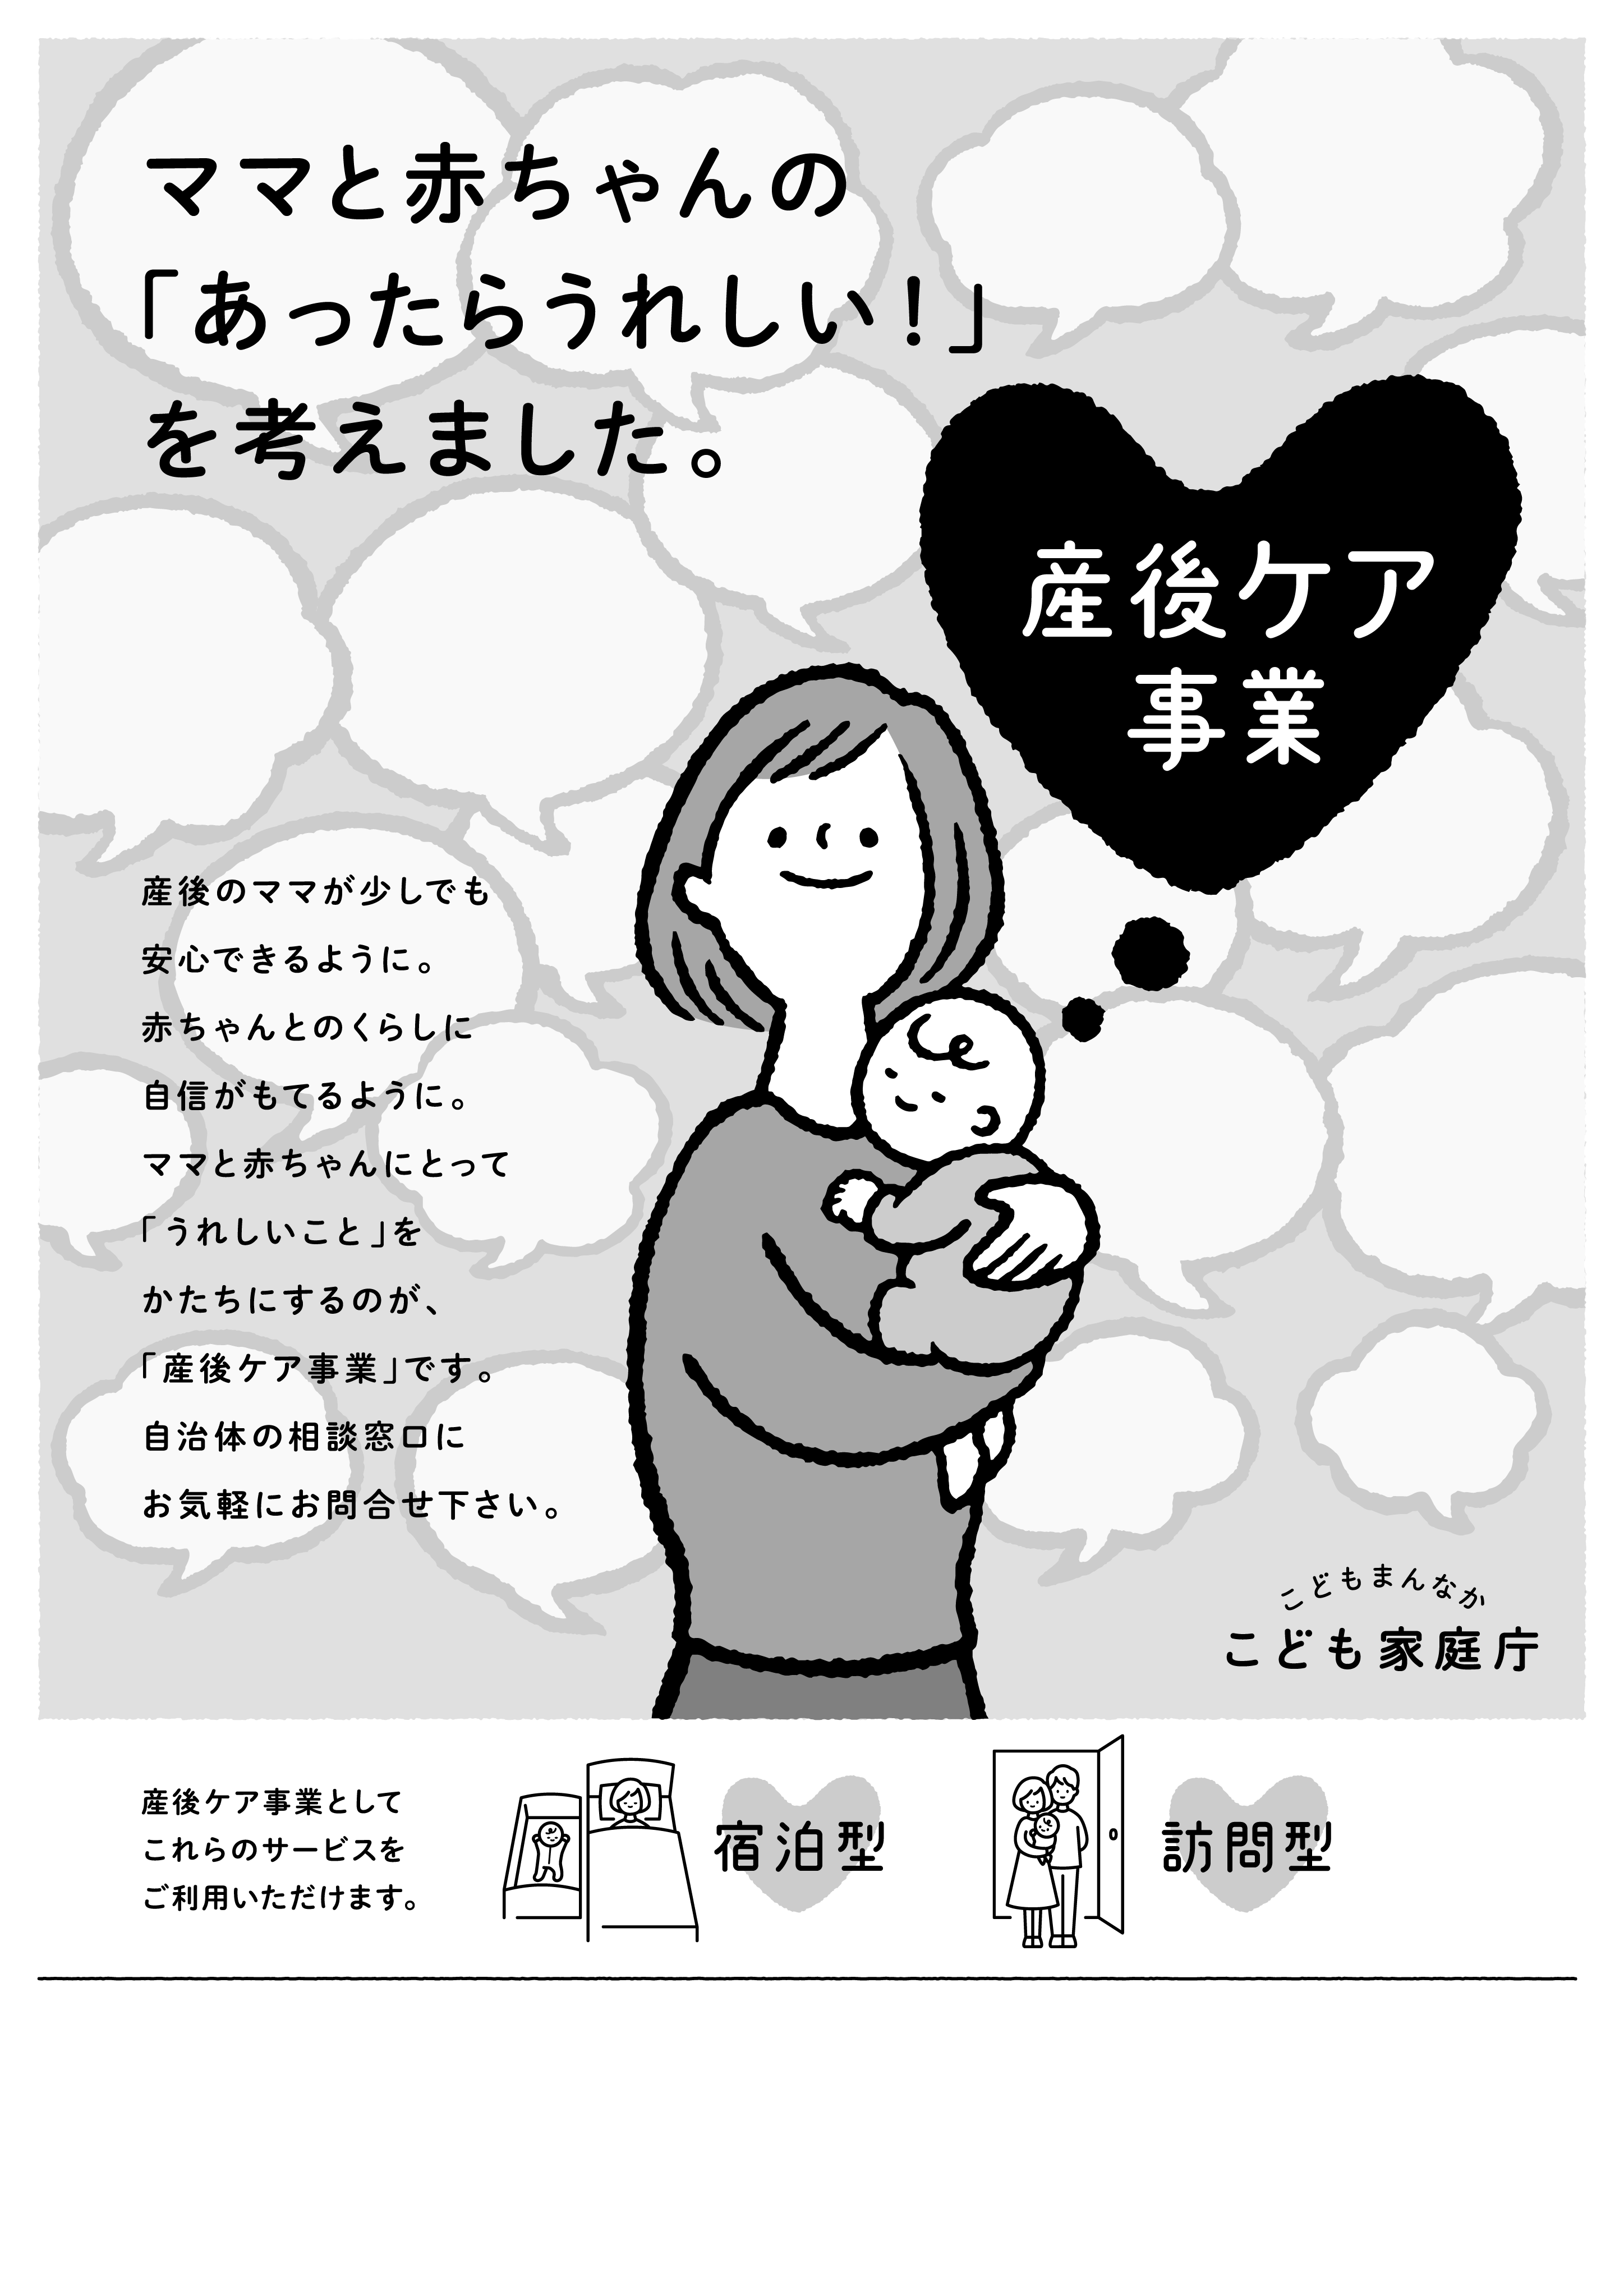 ママと赤ちゃんの
「あったらうれしい！」
を考えました。
産後ケア
事業
産後のママが少しでも
安心できるように。
赤ちゃんとのくらしに
自信がもてるように。
ママと赤ちゃんにとって
「うれしいこと」を
かたちにするのが、
「産後ケア事業」です。
自治体の相談窓口に
お気軽にお問合せ下さい。
こどもまんなか
こども家庭庁
産後ケア事業として
これらのサービスを
ご利用いただけます。
宿泊型
訪問型